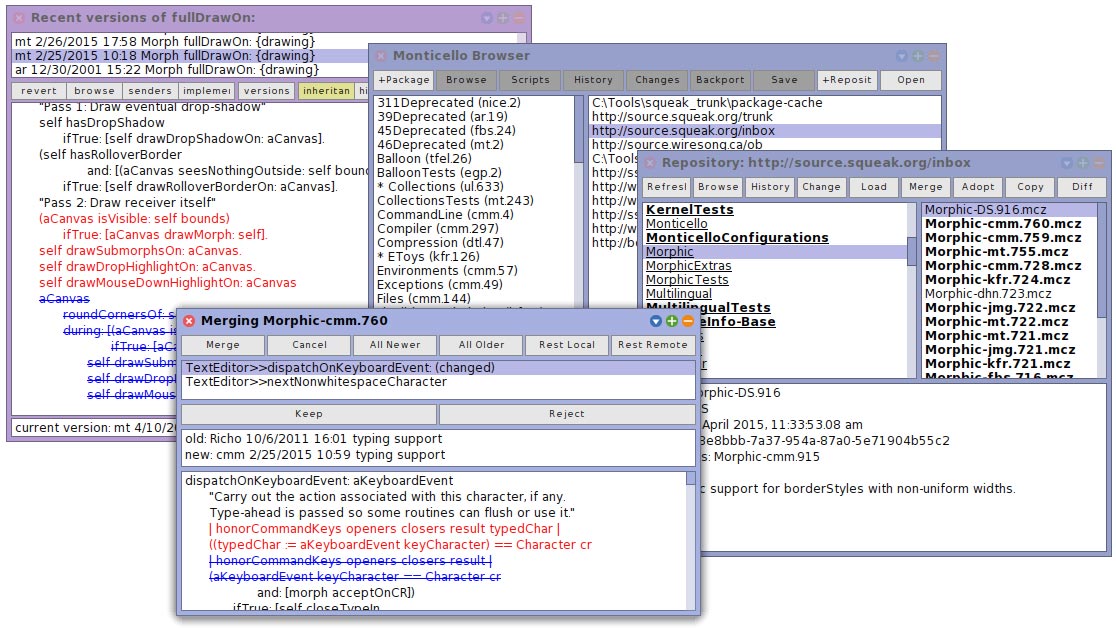 Recent versions of fullDrawOn:
mt 2/26/2015 17:58 Morph fullDrawOn: {drawing}
mt 2/25/2015 10:18 Morph fullDrawOn: {drawing}
ar 12/30/2001 15:22 Morph fullDrawOn: {drawing}
revert browse senders implemen versions inheritan
"Pass 1: Draw eventual drop-shadow"
self hasDropShadow
ifTrue: [self drawDropShadowOn: aCanvas].
(self hasRolloverBorder
and: [(aCanvas seesNothingOutside: self boun
ifTrue: [self drawRolloverBorderOn: aCanvas].
"Pass 2: Draw receiver itself"
(aCanvas isVisible: self bounds)
ifTrue: [aCanvas drawMorph: self].
self drawSubmorphsOn: aCanvas.
self drawDropHighlightOn: aCanvas.
self drawMouseDownHighlightOn: aCanvas
aCanvas
roundCornersOf: s
during: [(aCanvas is
ifTrue: [aCa
self drawSubm
self drawDropH
self drawMous
current version: mt 4/10/20
Monticello Browser
+Package Browse Scripts History Changes Backport Save +Reposit Open
311Deprecated (nice.2)
39Deprecated (ar.19)
45Deprecated (fbs.24)
46Deprecated (mt.2)
Balloon (tfel.26)
BalloonTests (egp.2)
* Collections (ul.633)
CollectionsTests (mt.243)
CommandLine (cmm.4)
Compiler (cmm.297)
Compression (dtl.47)
* EToys (kfr.126)
Environments (cmm.57)
Exceptions (cmm.49)
Files (cmm.144)
C:\Tools\squeak_trunk\package-cache
http://source.squeak.org/trunk
http://source.squeak.org/inbox
http://source.wiresong.ca/ob
C:\Tools
http://ss
http://w
http://w
http://ss
http://w
http://bo
Repository: http://source.squeak.org/inbox
Refresl Browse History Change Load Merge Adopt Copy Diff
KernelTests
Monticello
MonticelloConfigurations
Morphic
MorphicExtras
MorphicTests
Multilingual
MultilingualTests
eInfo-Base
Morphic-DS.916.mcz
Morphic-cmm.760.mcz
Morphic-cmm.759.mcz
Morphic-mt.755.mcz
Morphic-cmm.728.mcz
Morphic-kfr.724.mcz
Morphic-dhn.723.mcz
Morphic-jmg.722.mcz
Morphic-mt.722.mcz
Morphic-mt.721.mcz
Morphic-jmg.721.mcz
Morphic-kfr.721.mcz
Morphic-fbs.716.mcz
rphic-DS.916
S
April 2015, 11:33:53.08 am
8e8bbb-7a37-954a-87a0-5e71904b55c2
s: Morphic-cmm.915
c support for borderStyles with non-uniform widths.
Merging Morphic-cmm.760
Merge Cancel All Newer All Older Rest Local Rest Remote
TextEditor>>dispatchOnKeyboardEvent: (changed)
TextEditor>>nextNonwhitespaceCharacter
Keep Reject
old: Richo 10/6/2011 16:01 typing support
new: cmm 2/25/2015 10:59 typing support
dispatchOnKeyboardEvent: aKeyboardEvent
"Carry out the action associated with this character, if any.
Type-ahead is passed so some routines can flush or use it."
| honorCommandKeys openers closers result typedChar |
((typedChar := aKeyboardEvent keyCharacter) == Character cr
| honorCommandKeys openers closers result |
(aKeyboardEvent keyCharacter == Character cr
and: [morph acceptOnCR])
ifTrue: [self closeTypeIn